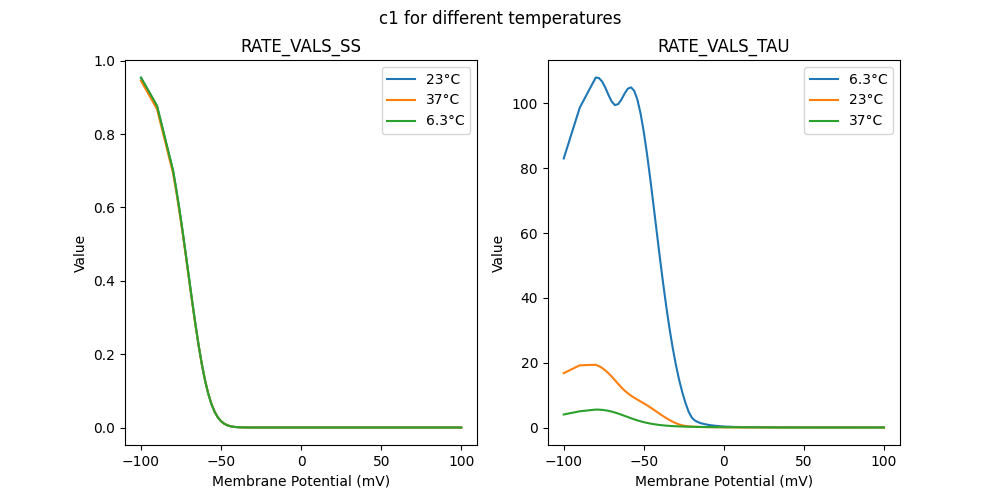 c1 for different temperatures
RATE_VALS_SS
Value
1.0
0.8
0.6
0.4
0.2
0.0
−100
−50
0
50
100
Membrane Potential (mV)
23°C
37°C
6.3°C
RATE_VALS_TAU
Value
100
80
60
40
20
0
−100
−50
0
50
100
Membrane Potential (mV)
6.3°C
23°C
37°C